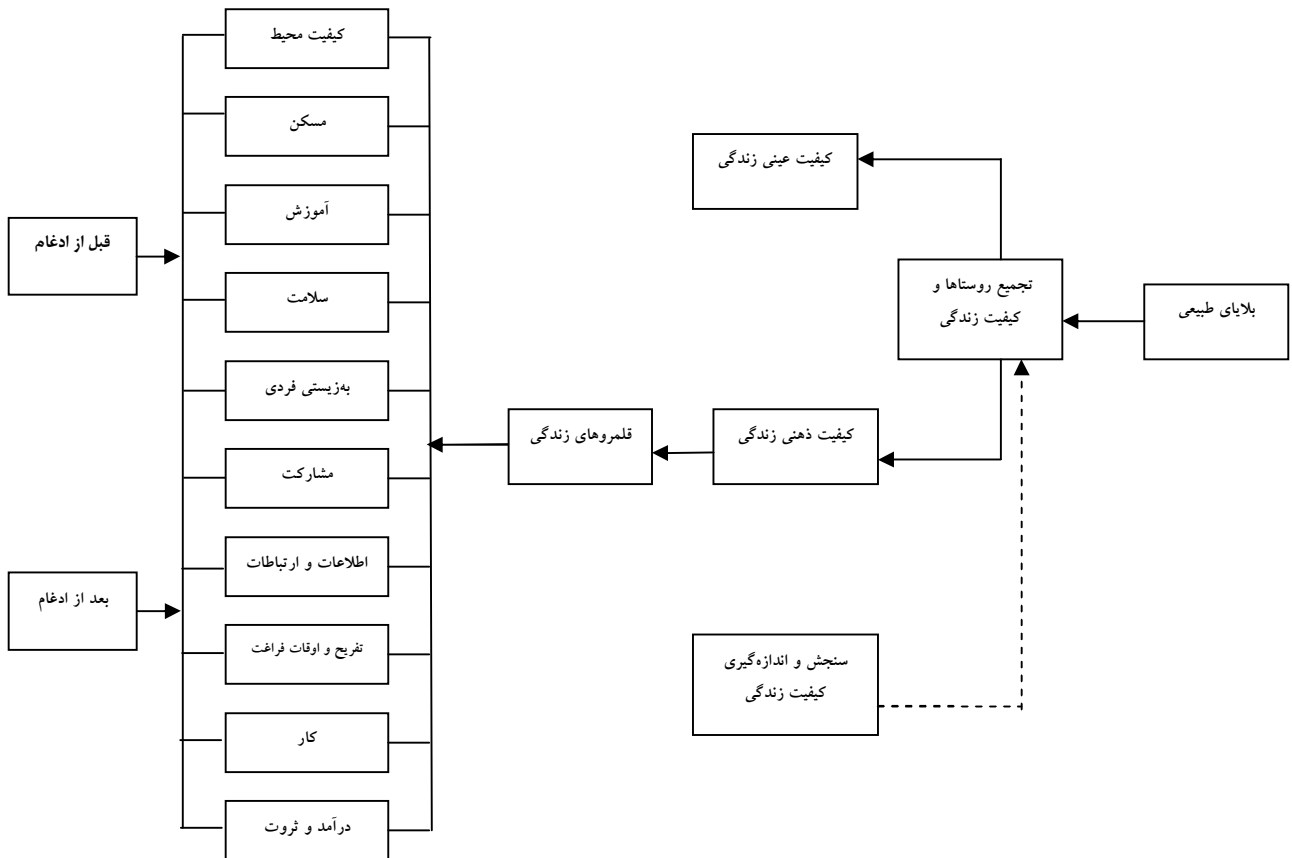 بلایای طبیعی
تجمیع روستاها و
کیفیت زندگی
کیفیت عینی زندگی
کیفیت ذهنی زندگی
سنجش و اندازه‌گیری
کیفیت زندگی
قلمروهای زندگی
کیفیت محیط
مسکن
آموزش
سلامت
به‌زیستی فردی
مشارکت
اطلاعات و ارتباطات
تفریح و اوقات فراغت
کار
درآمد و ثروت
قبل از ادغام
بعد از ادغام